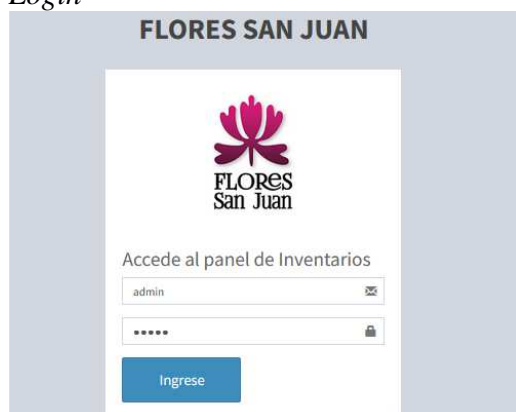 Login
FLORES SAN JUAN
FLORES
San Juan
Accede al panel de Inventarios
admin
•••••
Ingrese